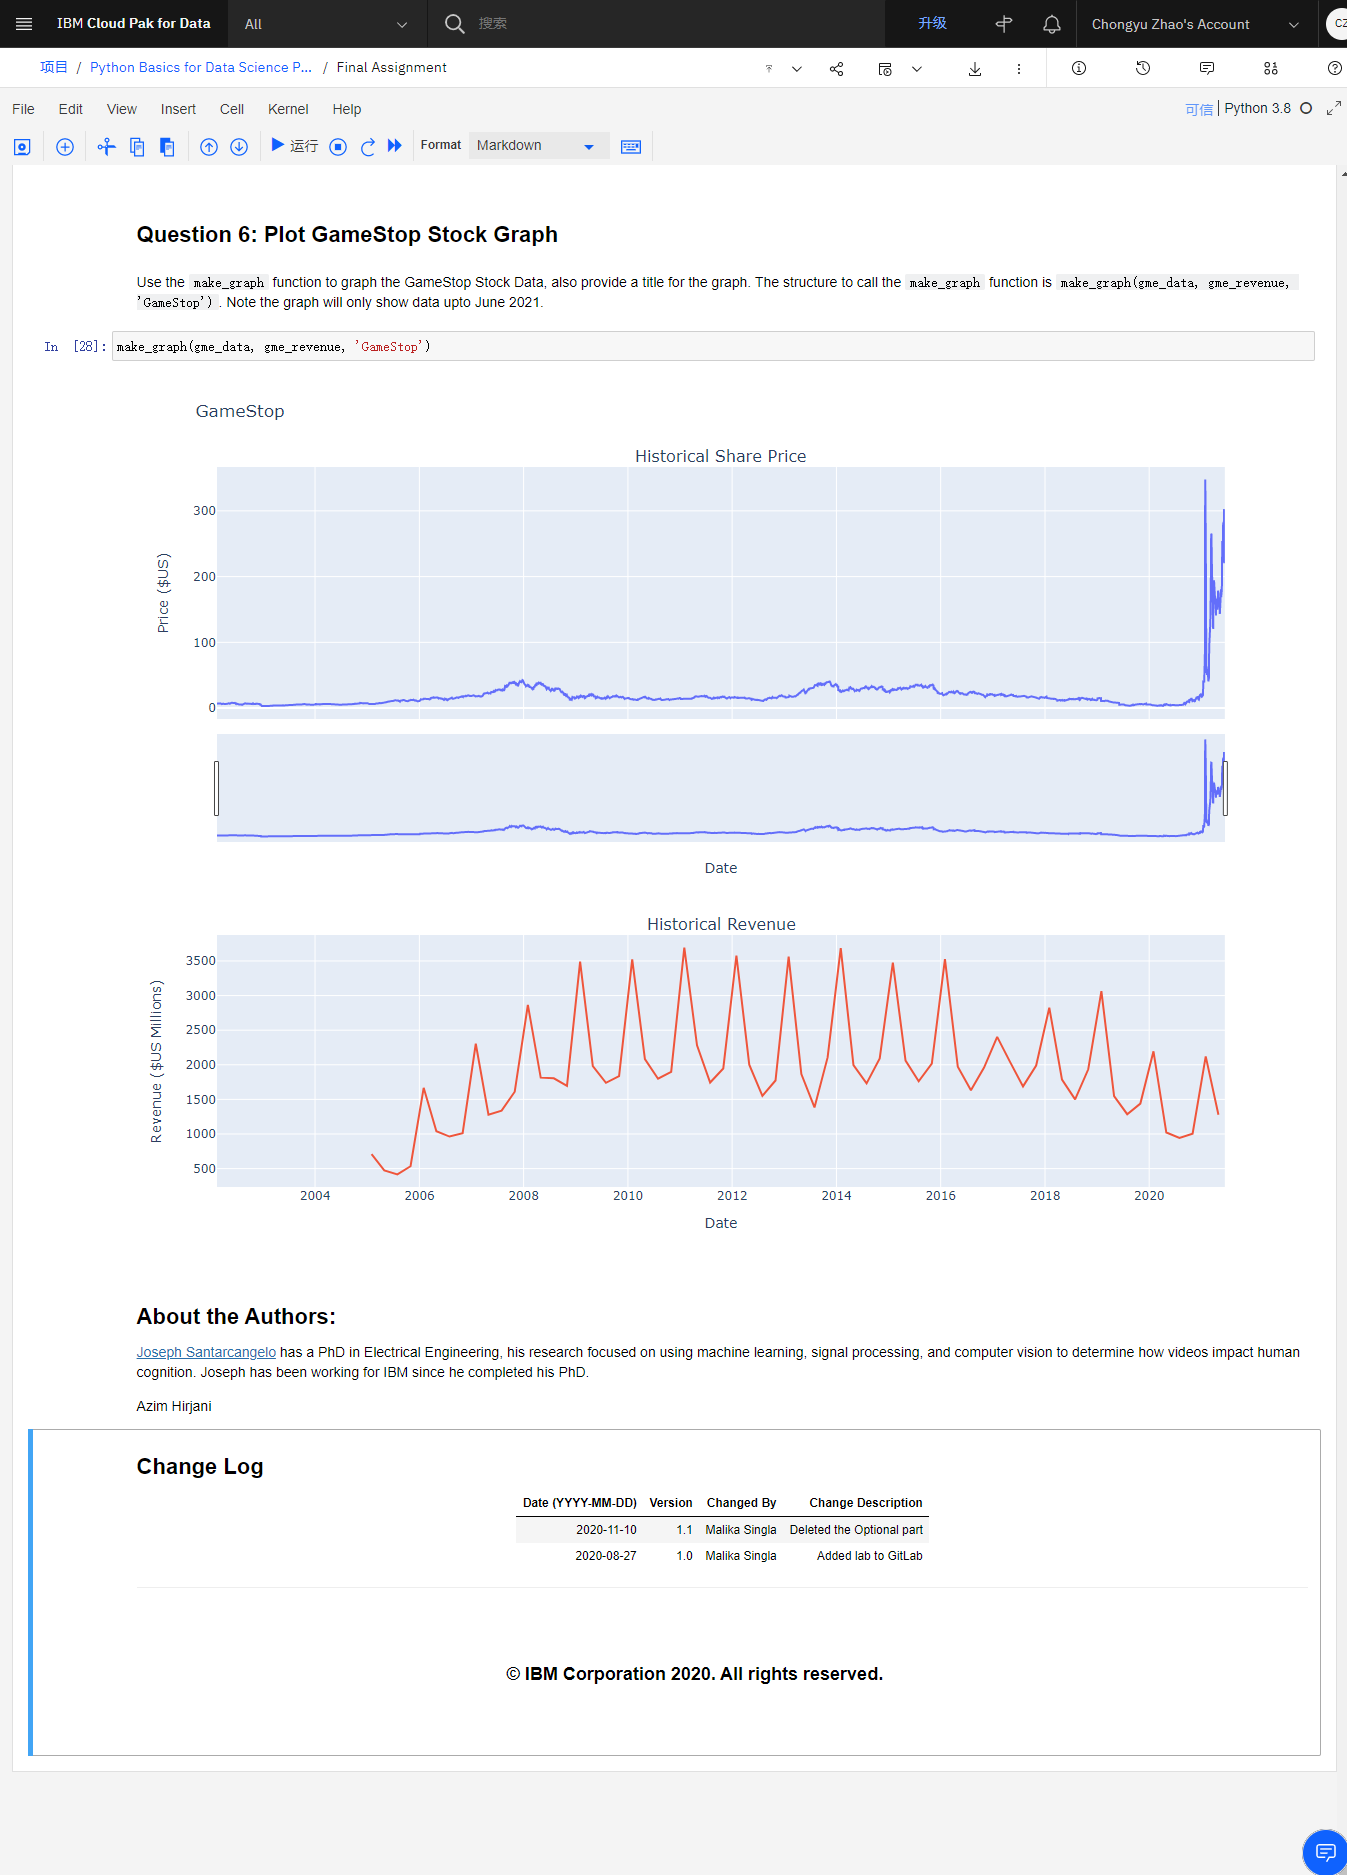 IBM Cloud Pak for Data
All
搜索
升级
Chongyu Zhao's Account
CZ
项目 / Python Basics for Data Science P... / Final Assignment
File Edit View Insert Cell Kernel Help
可信 | Python 3.8
运行
Format
Markdown
Question 6: Plot GameStop Stock Graph
Use the make_graph function to graph the GameStop Stock Data, also provide a title for the graph. The structure to call the make_graph function is make_graph(gme_data, gme_revenue,
'GameStop') . Note the graph will only show data upto June 2021.
In [28]: make_graph(gme_data, gme_revenue, 'GameStop')
GameStop
Historical Share Price
300
200
100
0
Price ($US)
Date
Historical Revenue
3500
3000
2500
2000
1500
1000
500
Revenue ($US Millions)
2004 2006 2008 2010 2012 2014 2016 2018 2020
Date
About the Authors:
Joseph Santarcangelo has a PhD in Electrical Engineering, his research focused on using machine learning, signal processing, and computer vision to determine how videos impact human
cognition. Joseph has been working for IBM since he completed his PhD.
Azim Hirjani
Change Log
Date (YYYY-MM-DD) Version Changed By Change Description
2020-11-10 1.1 Malika Singla Deleted the Optional part
2020-08-27 1.0 Malika Singla Added lab to GitLab
© IBM Corporation 2020. All rights reserved.